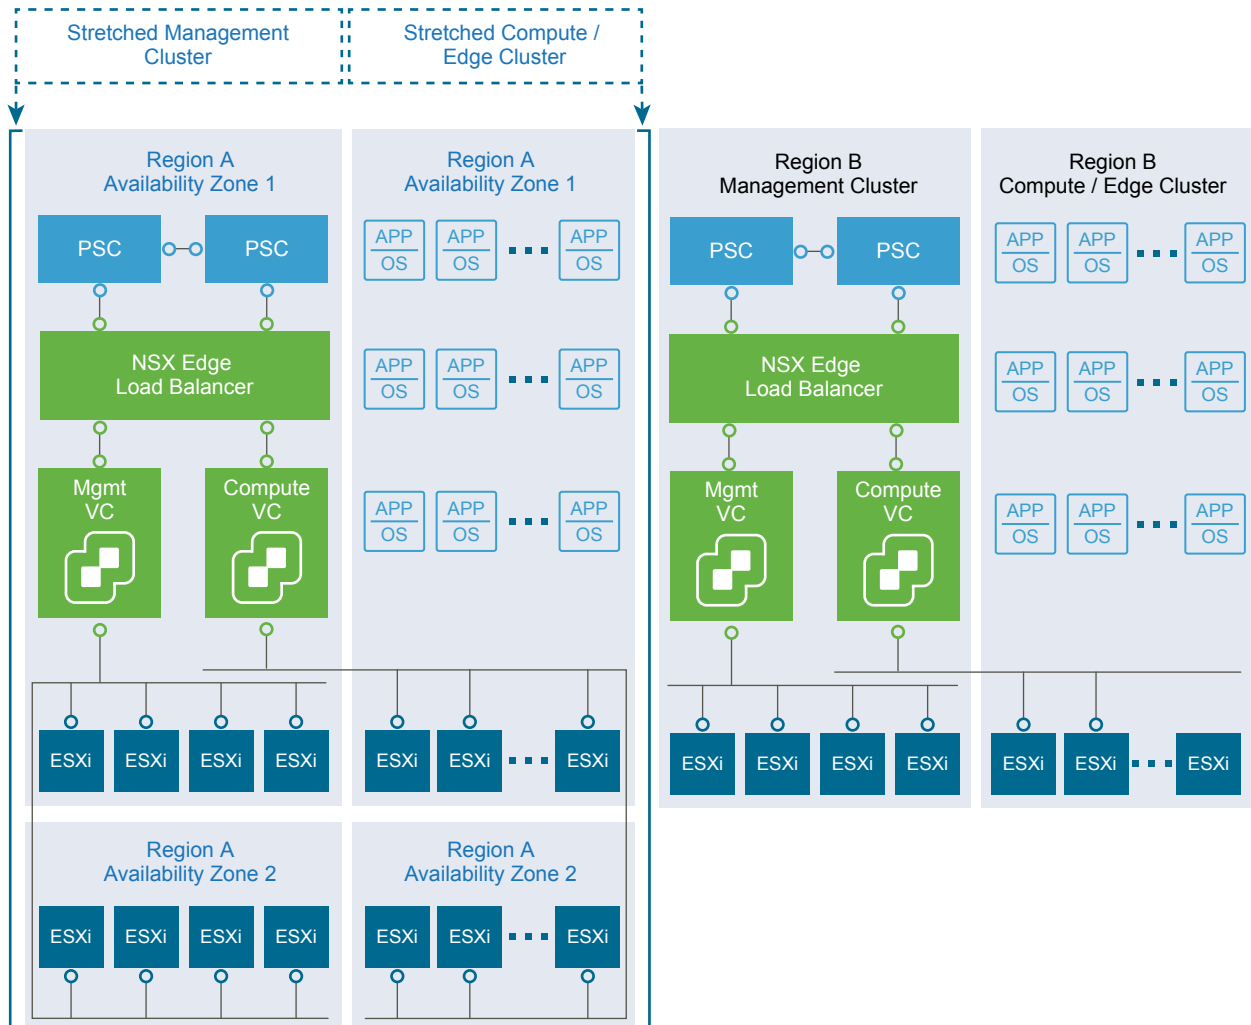 Stretched Management
Cluster
Stretched Compute /
Edge Cluster
Region A
Availability Zone 1
PSC
PSC
NSX Edge
Load Balancer
Mgmt
VC
Compute
VC
ESXi
ESXi
ESXi
ESXi
Region A
Availability Zone 1
APP
OS
APP
OS
APP
OS
APP
OS
APP
OS
APP
OS
APP
OS
APP
OS
APP
OS
ESXi
ESXi
ESXi
Region B
Management Cluster
PSC
PSC
NSX Edge
Load Balancer
Mgmt
VC
Compute
VC
ESXi
ESXi
ESXi
ESXi
Region B
Compute / Edge Cluster
APP
OS
APP
OS
APP
OS
APP
OS
APP
OS
APP
OS
APP
OS
APP
OS
APP
OS
ESXi
ESXi
ESXi
Region A
Availability Zone 2
ESXi
ESXi
ESXi
ESXi
Region A
Availability Zone 2
ESXi
ESXi
ESXi